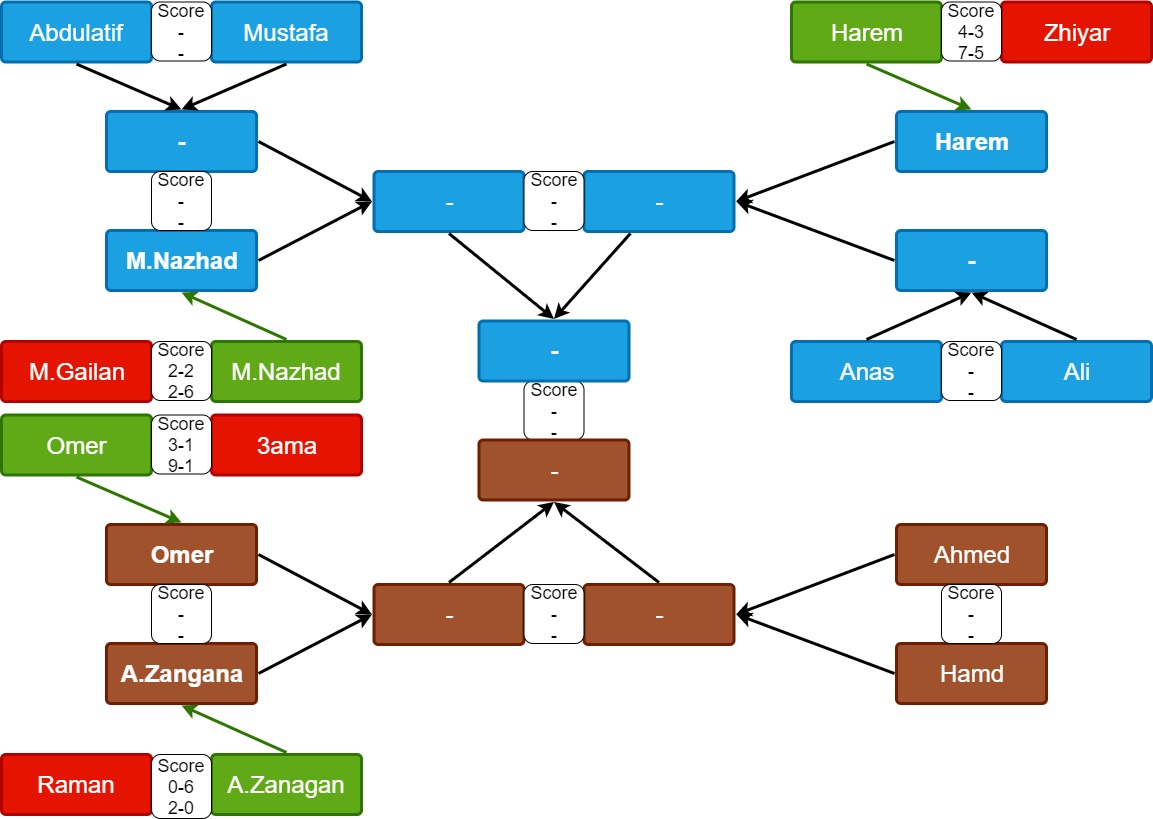 Abdulatif
Score
-
-
Mustafa
Harem
Score
4-3
7-5
Zhiyar
-
Score
-
-
M.Nazhad
-
Score
-
-
-
Harem
-
M.Gailan
Score
2-2
2-6
M.Nazhad
Anas
Score
-
-
Ali
-
Score
-
-
-
Omer
Score
3-1
9-1
3ama
Omer
Score
-
-
A.Zangana
-
Score
-
-
-
Ahmed
Score
-
-
Hamd
Raman
Score
0-6
2-0
A.Zanagan